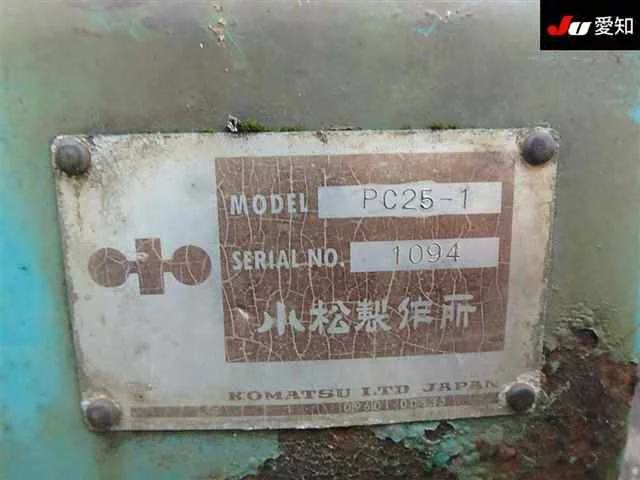 Ju 愛知
MODEL PC25-1
SERIAL NO. 1094
小松製作所
KOMATSU LTD JAPAN